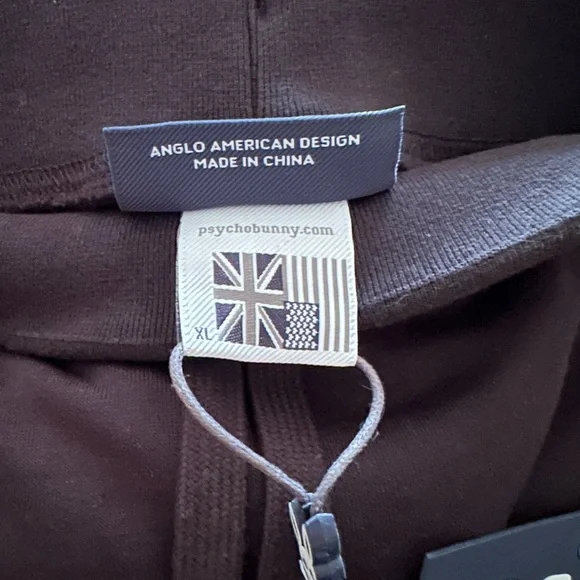 ANGLO AMERICAN DESIGN
MADE IN CHINA
psychobunny.com
XL